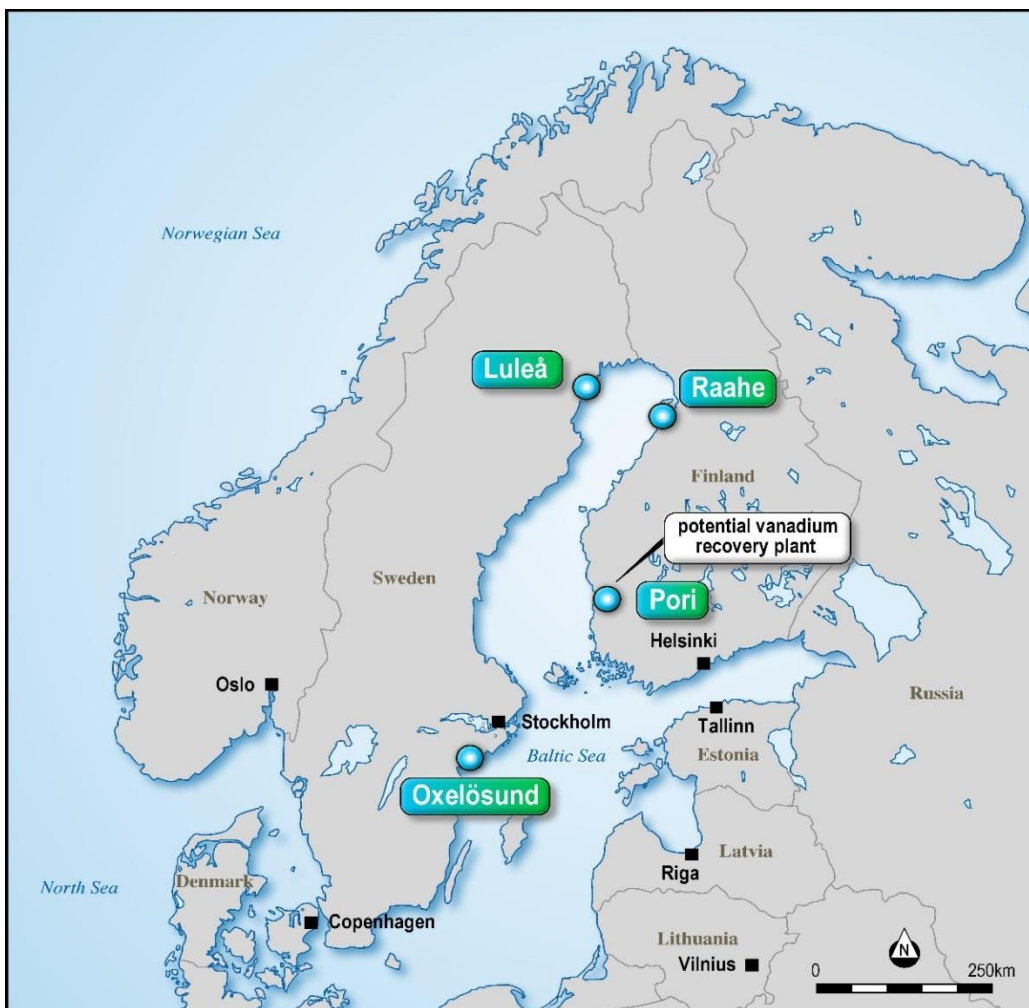 Norwegian Sea
Luleå
Raahe
Finland
potential vanadium
recovery plant
Sweden
Norway
Pori
Helsinki
Oslo
Russia
Stockholm
Tallinn
Baltic Sea
Estonia
Oxelösund
Latvia
Riga
North Sea
Denmark
Copenhagen
Lithuania
Vilnius
N
0
250km